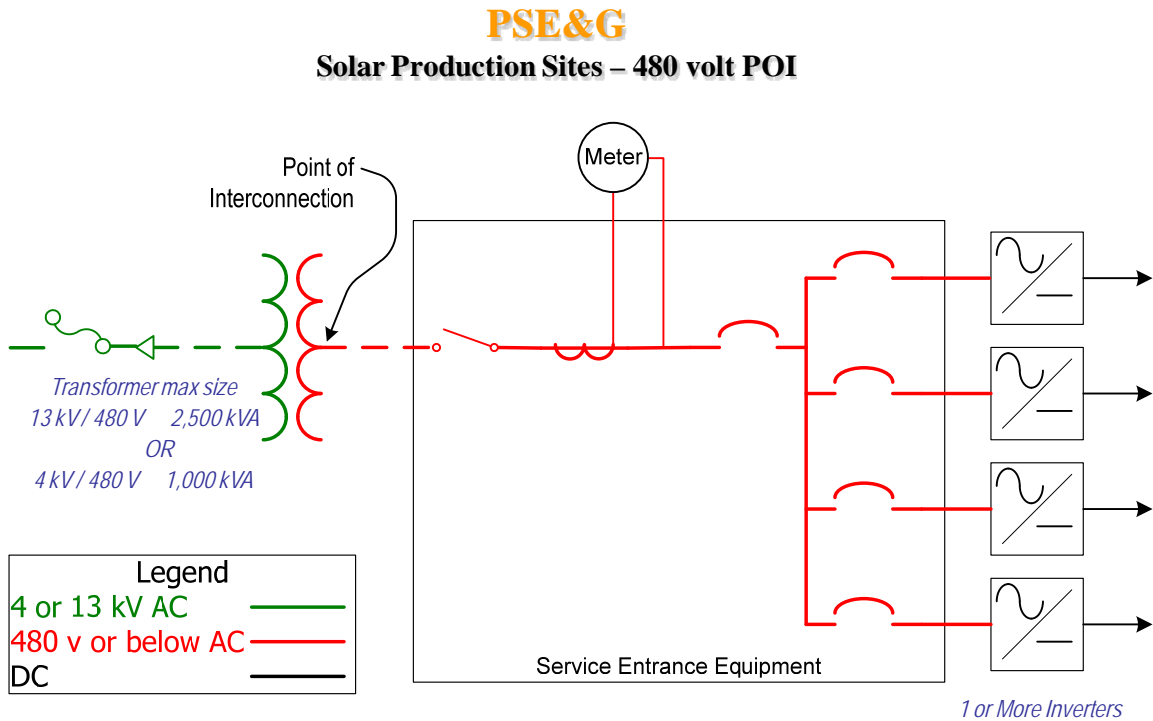 PSE&G
Solar Production Sites – 480 volt POI
Meter
Point of
Interconnection
Transformer max size
13 kV / 480 V 2,500 kVA
OR
4 kV / 480 V 1,000 kVA
Legend
4 or 13 kV AC
480 v or below AC
DC
Service Entrance Equipment
1 or More Inverters